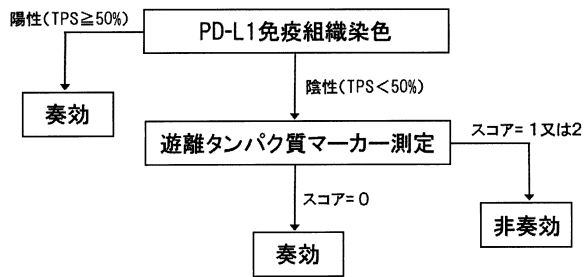 陽性(TPS≧50%)
PD-L1免疫組織染色
奏効
陰性(TPS＜50%)
遊離タンパク質マーカー測定
スコア=1又は2
スコア=0
非奏効
奏効